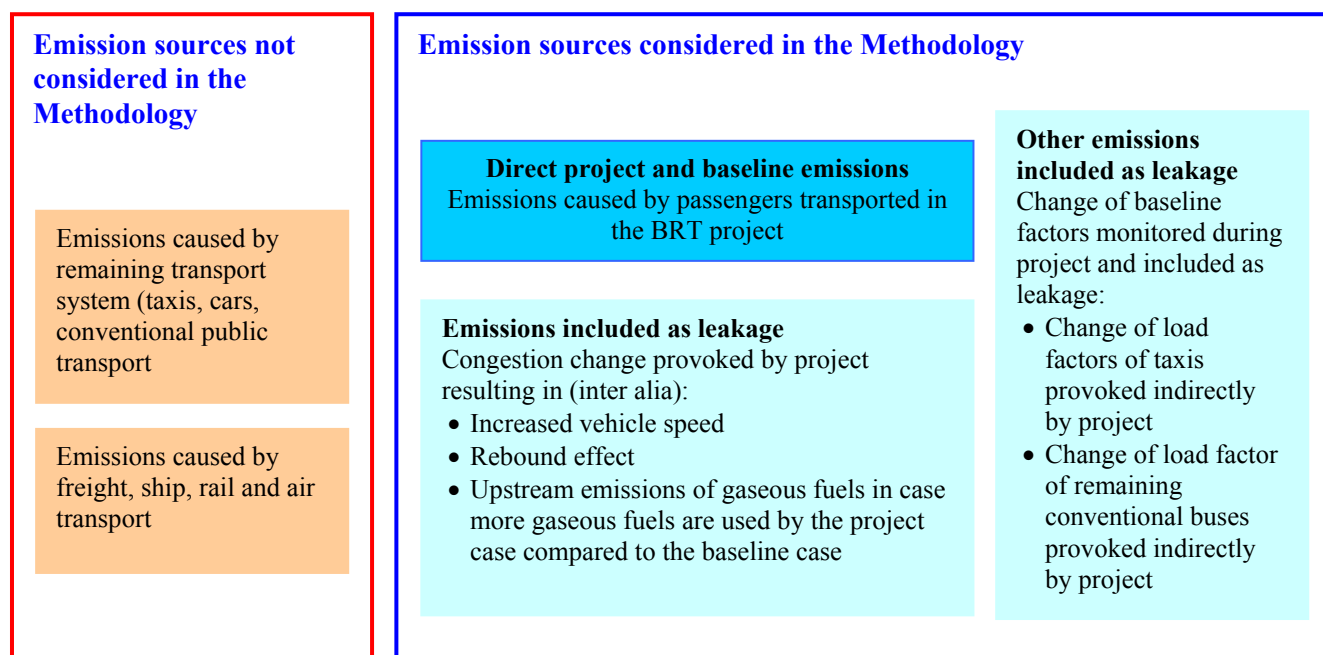 Emission sources not
considered in the
Methodology
Emissions caused by
remaining transport
system (taxis, cars,
conventional public
transport
Emissions caused by
freight, ship, rail and air
transport
Emission sources considered in the Methodology
Direct project and baseline emissions
Emissions caused by passengers transported in
the BRT project
Emissions included as leakage
Congestion change provoked by project
resulting in (inter alia):
• Increased vehicle speed
• Rebound effect
• Upstream emissions of gaseous fuels in case
more gaseous fuels are used by the project
case compared to the baseline case
Other emissions
included as leakage
Change of baseline
factors monitored during
project and included as
leakage:
• Change of load
factors of taxis
provoked indirectly
by project
• Change of load factor
of remaining
conventional buses
provoked indirectly
by project